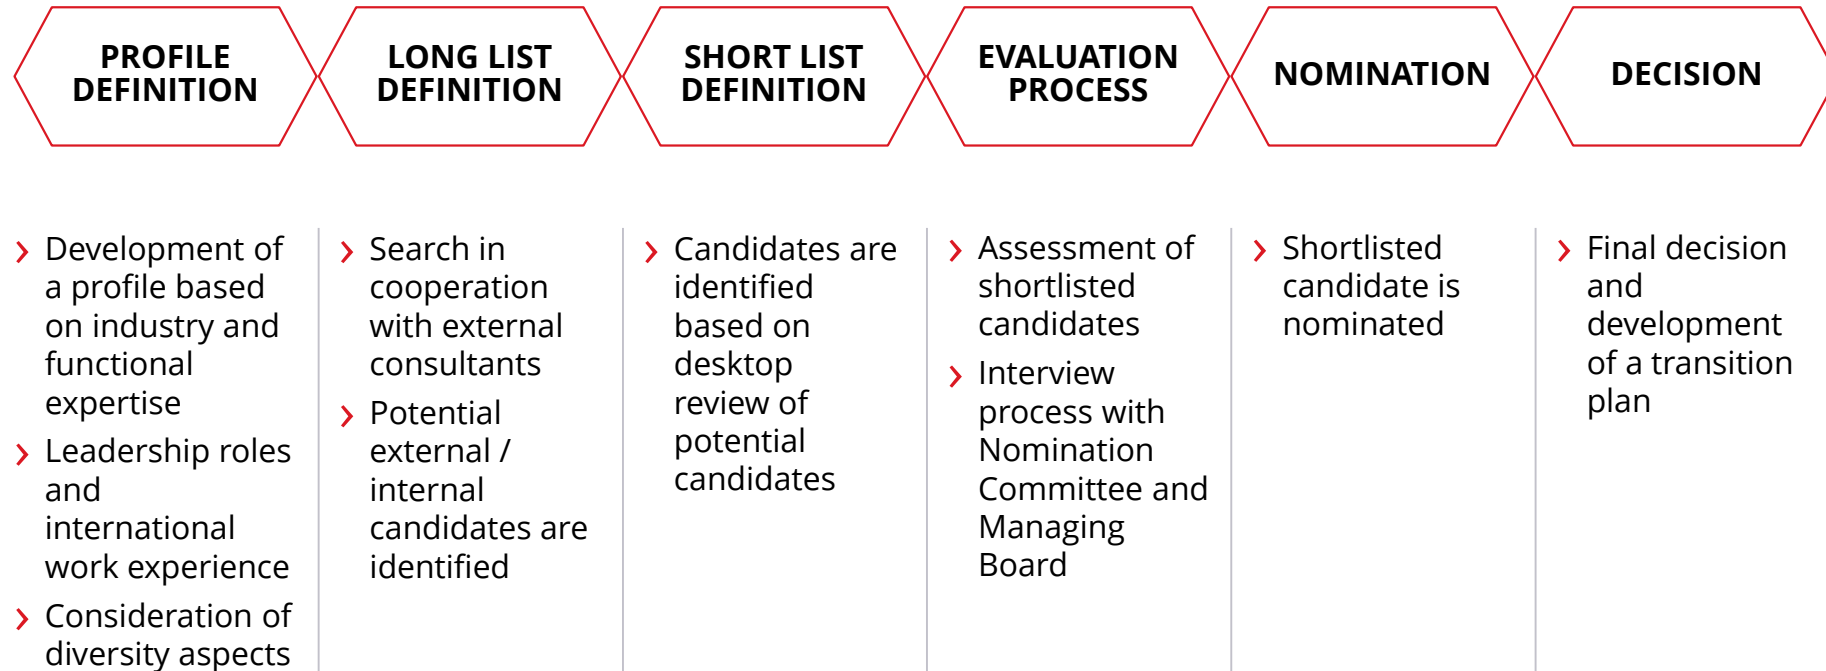 PROFILE
DEFINITION
LONG LIST
DEFINITION
SHORT LIST
DEFINITION
EVALUATION
PROCESS
NOMINATION
DECISION
Development of
a profile based
on industry and
functional
expertise
Leadership roles
and
international
work experience
Consideration of
diversity aspects
Search in
cooperation
with external
consultants
Potential
external /
internal
candidates are
identified
Candidates are
identified
based on
desktop
review of
potential
candidates
Assessment of
shortlisted
candidates
Interview
process with
Nomination
Committee and
Managing
Board
Shortlisted
candidate is
nominated
Final decision
and
development
of a transition
plan